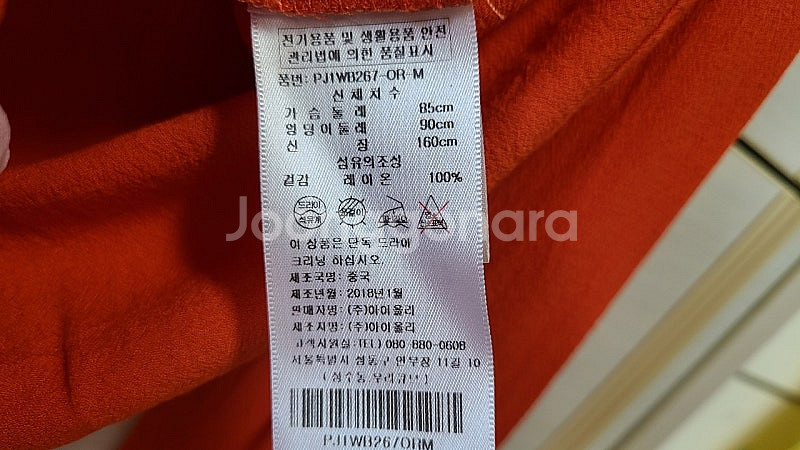 전기용품 및 생활용품 안전
관리법에 의한 품질표시
품번: PJ1WB267-OR-M
신체치수
가슴둘레 85cm
엉덩이둘레 90cm
신장 160cm
섬유의조성
겉감 레이온 100%
드라이
석유계
이 상품은 단독 드라이
크리닝 하십시오.
제조국명: 중국
제조년월: 2018년1월
판매자명: (주)아이올리
제조자명: (주)아이올리
고객시원실: TEL) 080-880-0608
서울특별시 성동구 연무장 11길 10
(성수동, 우리큐브)
PJ1WB267ORM